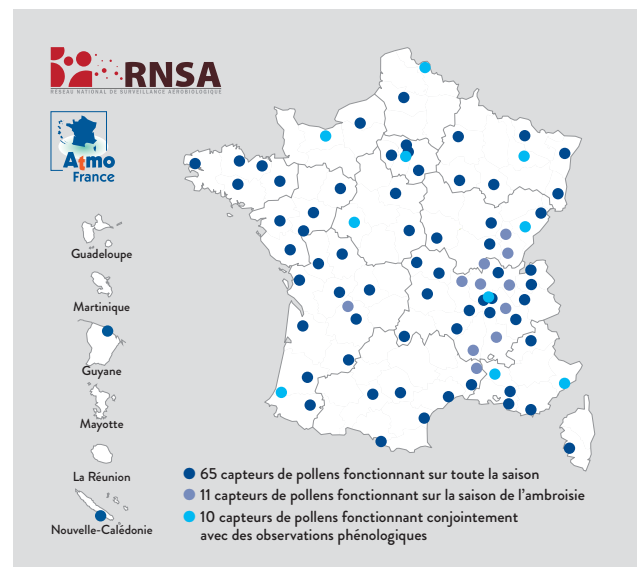 RNSA
RÉSEAU NATIONAL DE SURVEILLANCE AÉROBIOLOGIQUE
Atmo
France
Guadeloupe
Martinique
Guyane
Mayotte
La Réunion
Nouvelle-Calédonie
65 capteurs de pollens fonctionnant sur toute la saison
11 capteurs de pollens fonctionnant sur la saison de l'ambroisie
10 capteurs de pollens fonctionnant conjointement
avec des observations phénologiques